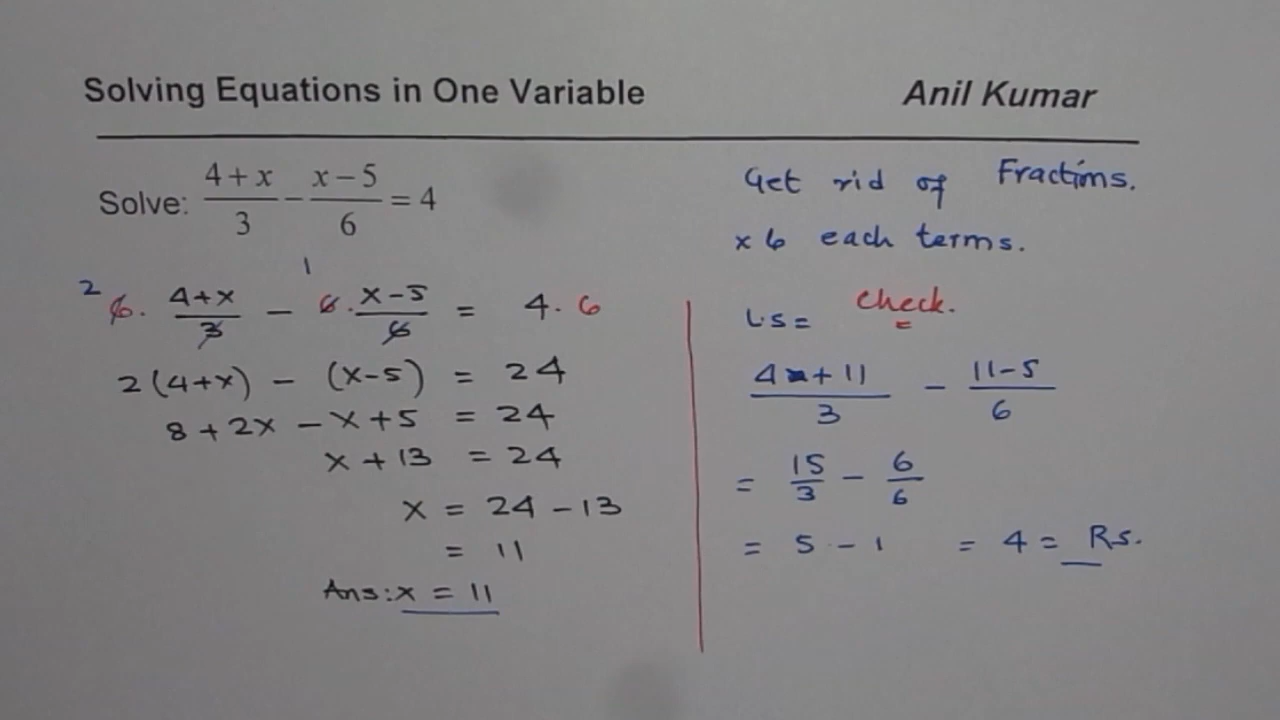 Solving Equations in One Variable Anil Kumar
Solve: (4+x)/3 − (x−5)/6 = 4
Get rid of Fractions.
x 6 each terms.
2 1
6. (4+x)/3 − 6. (x−5)/6 = 4. 6
2(4+x) − (x−5) = 24
8 + 2x − x + 5 = 24
x + 13 = 24
x = 24 − 13
= 11
Ans: x = 11
Check.
L.S =
(4 + 11)/3 − (11−5)/6
= 15/3 − 6/6
= 5 − 1 = 4 = Rs.